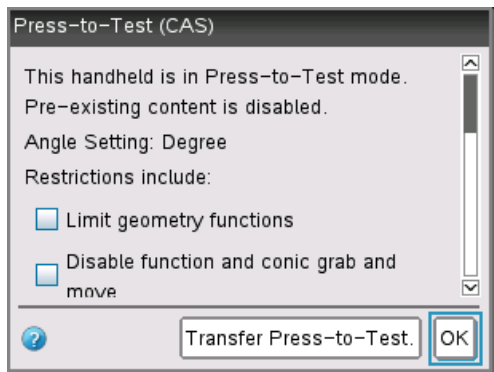 Press-to-Test (CAS)
This handheld is in Press-to-Test mode.
Pre-existing content is disabled.
Angle Setting: Degree
Restrictions include:
Limit geometry functions
Disable function and conic grab and
move
?
Transfer Press-to-Test.
OK